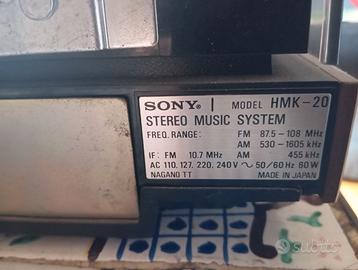 SONY® MODEL HMK-20
STEREO MUSIC SYSTEM
FREQ. RANGE: FM 87.5 - 108 MHz
AM 530 - 1605 kHz
IF: FM 10.7 MHz AM 455 kHz
AC 110, 127, 220, 240 V ~ 50/60 Hz 60 W
NAGANO TT MADE IN JAPAN
subito